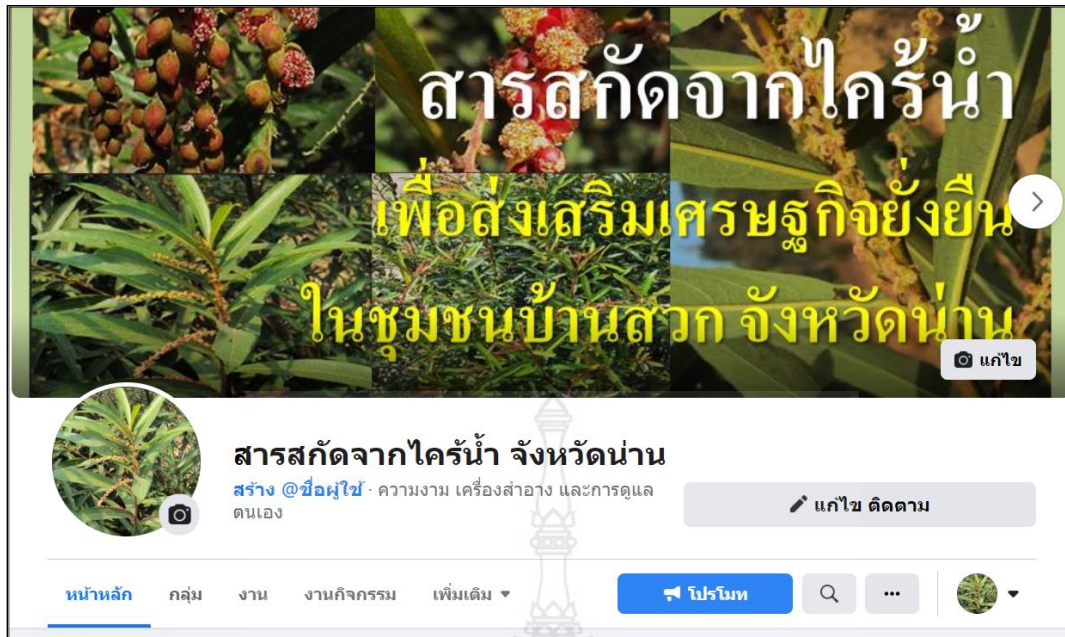 สารสกัดจากไคร้น้ำ
เพื่อส่งเสริมเศรษฐกิจยั่งยืน
ในชุมชนบ้านสวก จังหวัดน่าน
แก้ไข
สารสกัดจากไคร้น้ำ จังหวัดน่าน
สร้าง @ชื่อผู้ใช้ · ความงาม เครื่องสำอาง และการดูแล
ตนเอง
แก้ไข ติดตาม
หน้าหลัก กลุ่ม งาน งานกิจกรรม เพิ่มเติม
โปรโมท